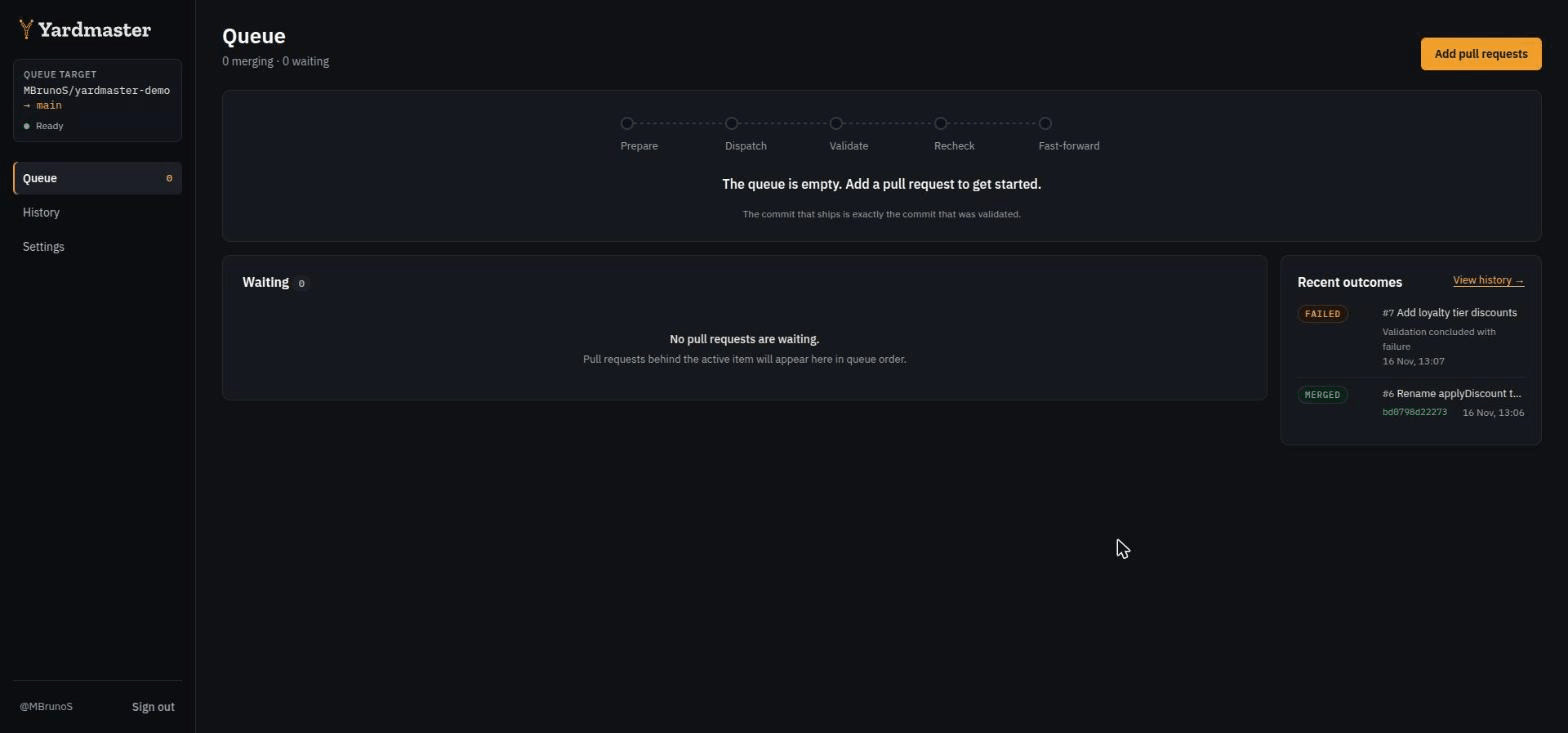 Yardmaster
QUEUE TARGET
MBrunoS/yardmaster-demo
→ main
Ready
Queue 0
History
Settings
@MBrunoS Sign out
Queue
0 merging · 0 waiting
Add pull requests
Prepare Dispatch Validate Recheck Fast-forward
The queue is empty. Add a pull request to get started.
The commit that ships is exactly the commit that was validated.
Waiting 0
No pull requests are waiting.
Pull requests behind the active item will appear here in queue order.
Recent outcomes View history →
FAILED #7 Add loyalty tier discounts
Validation concluded with
failure
16 Nov, 13:07
MERGED #6 Rename applyDiscount t...
bd0798d22273 16 Nov, 13:06